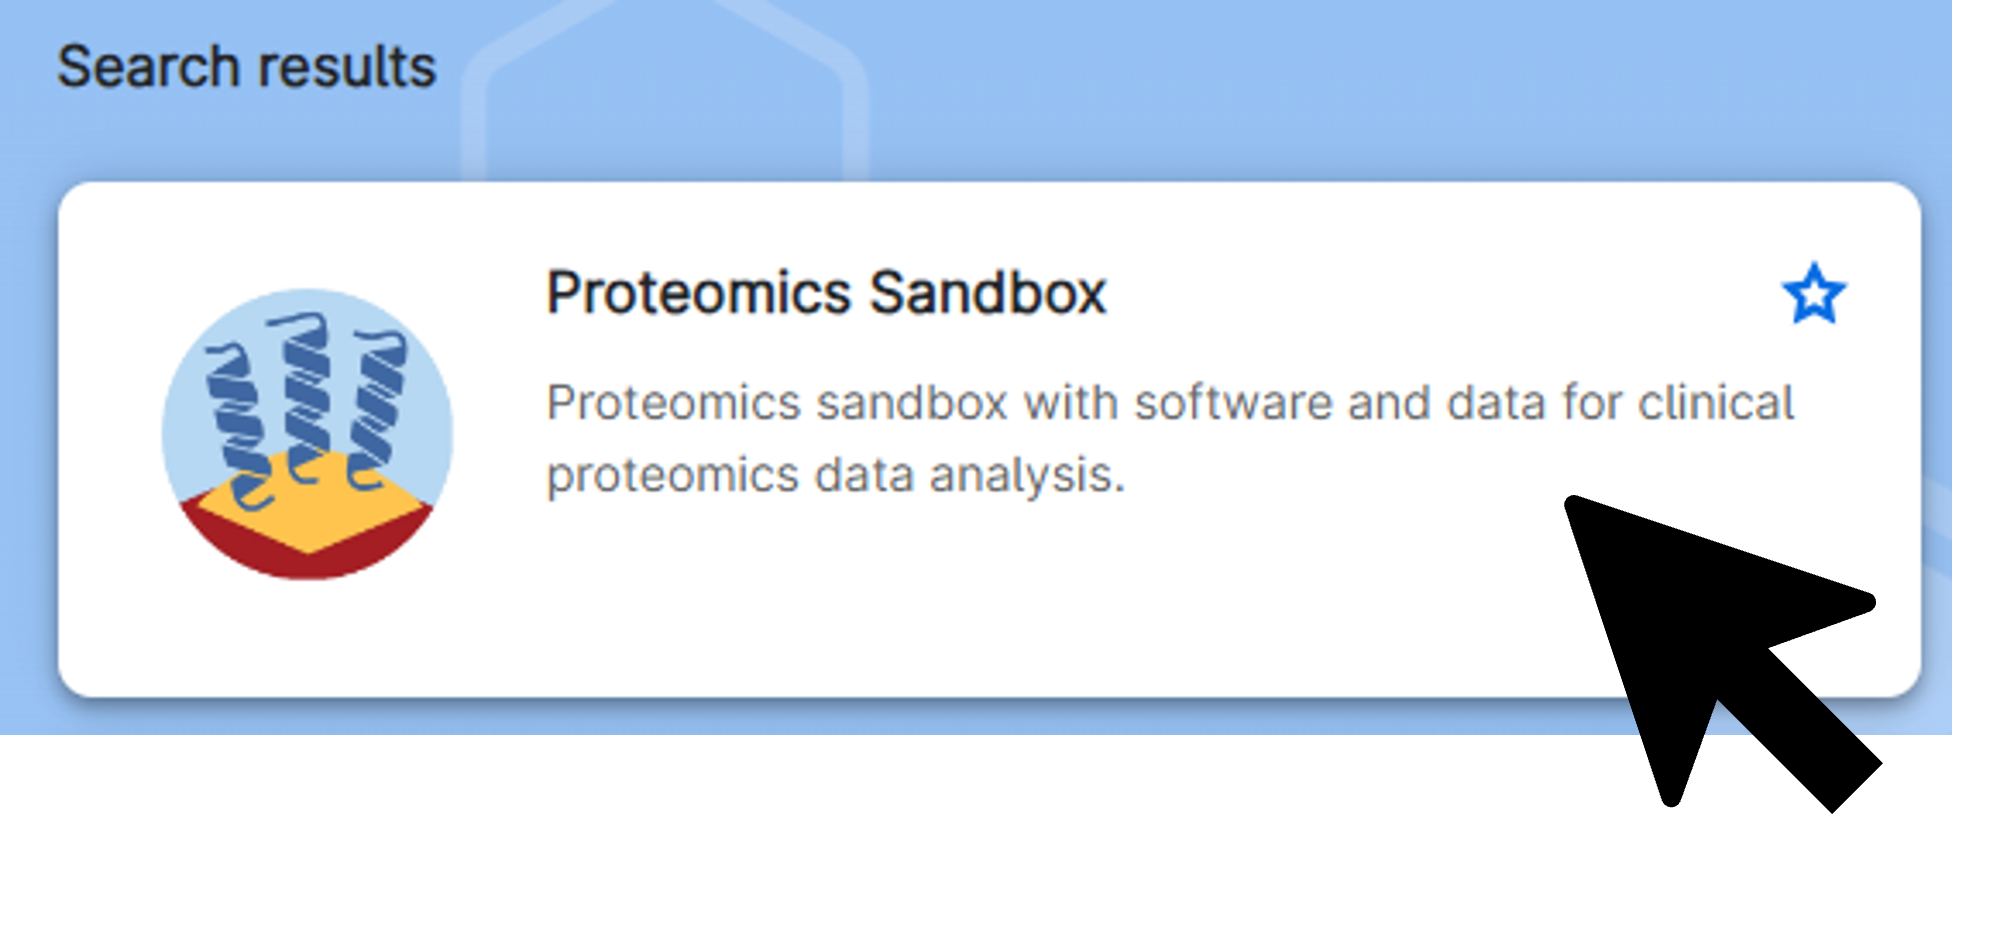 Search results
Proteomics Sandbox
Proteomics sandbox with software and data for clinical
proteomics data analysis.